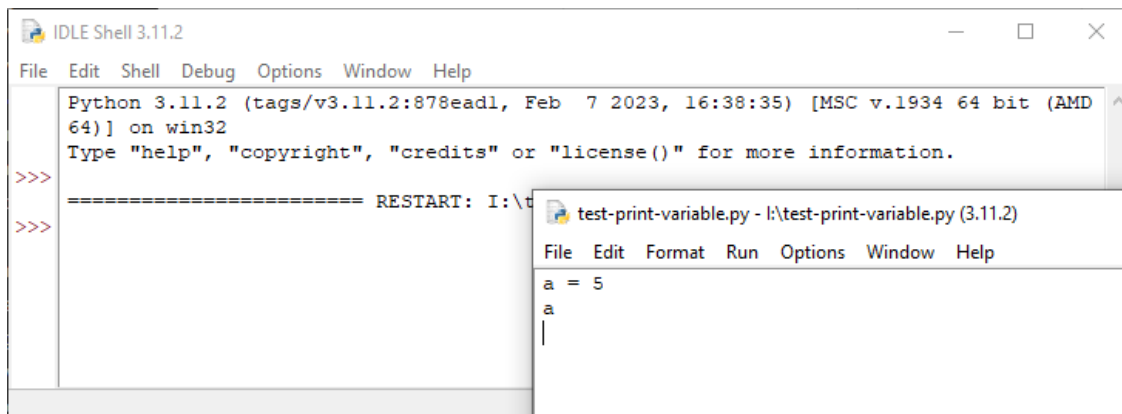 IDLE Shell 3.11.2
File Edit Shell Debug Options Window Help
Python 3.11.2 (tags/v3.11.2:878ead1, Feb  7 2023, 16:38:35) [MSC v.1934 64 bit (AMD
64)] on win32
Type "help", "copyright", "credits" or "license()" for more information.
>>>
======================== RESTART: I:\t
>>>
test-print-variable.py - I:\test-print-variable.py (3.11.2)
File Edit Format Run Options Window Help
a = 5
a